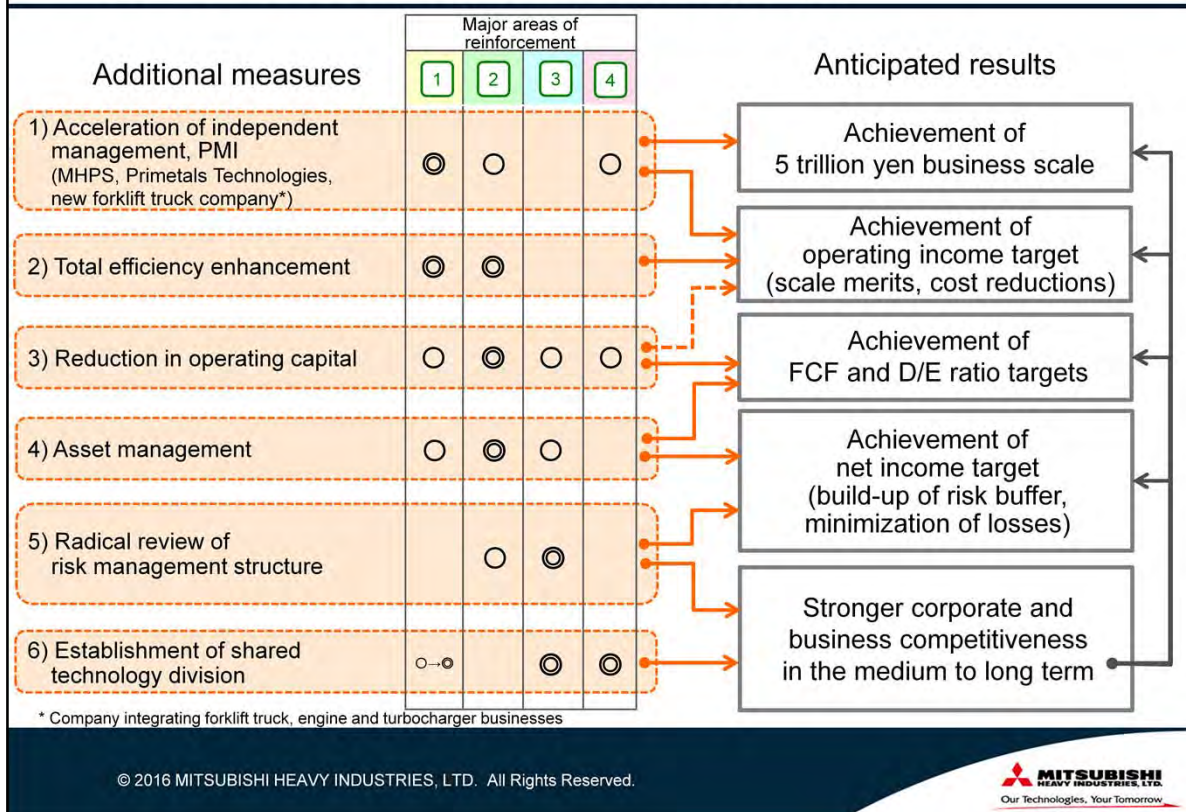 Major areas of
reinforcement
Additional measures
1
2
3
4
Anticipated results
1) Acceleration of independent
management, PMI
(MHPS, Primetals Technologies,
new forklift truck company*)
◎
○
○
Achievement of
5 trillion yen business scale
2) Total efficiency enhancement
◎
◎
Achievement of
operating income target
(scale merits, cost reductions)
3) Reduction in operating capital
○
◎
○
○
Achievement of
FCF and D/E ratio targets
4) Asset management
○
◎
○
Achievement of
net income target
(build-up of risk buffer,
minimization of losses)
5) Radical review of
risk management structure
○
◎
Stronger corporate and
business competitiveness
in the medium to long term
6) Establishment of shared
technology division
○→◎
◎
◎
* Company integrating forklift truck, engine and turbocharger businesses
© 2016 MITSUBISHI HEAVY INDUSTRIES, LTD. All Rights Reserved.
MITSUBISHI
HEAVY INDUSTRIES, LTD.
Our Technologies, Your Tomorrow